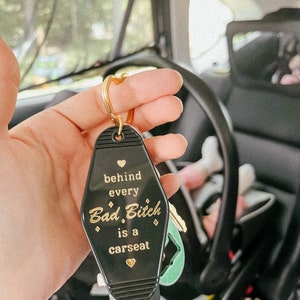 behind
every
Bad Bitch
is a
carseat